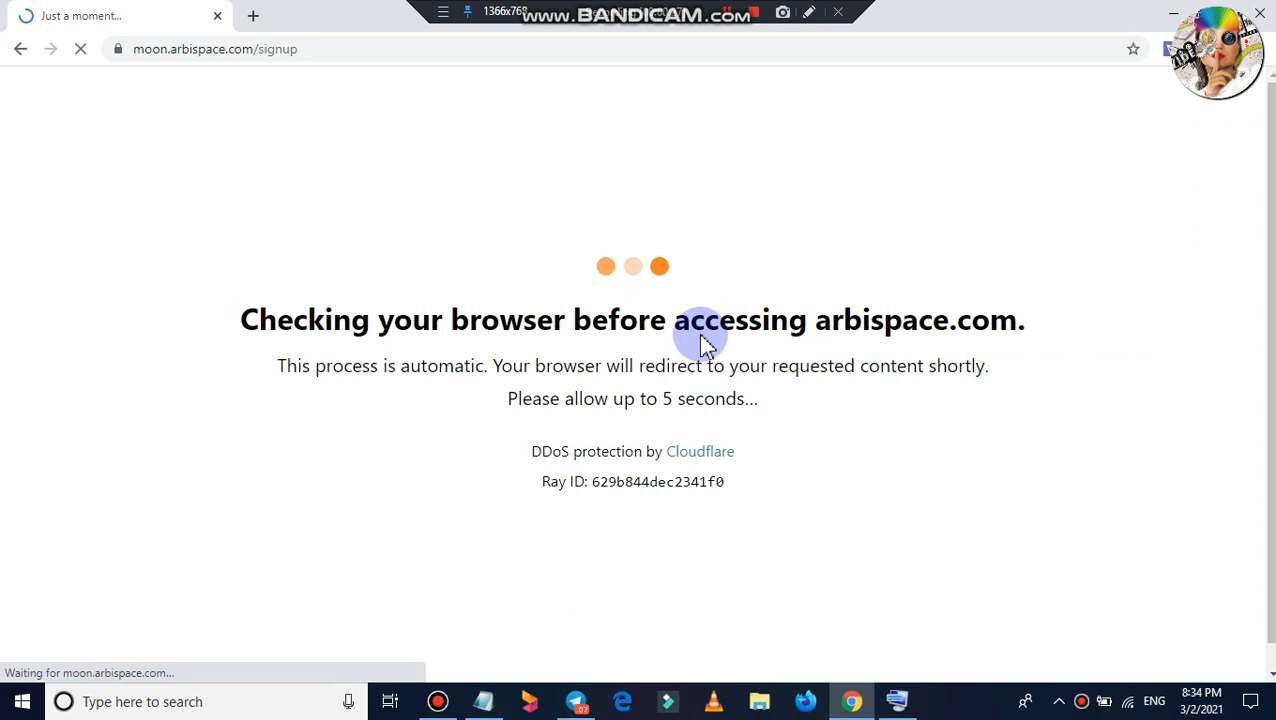 Just a moment...
1366x768
www.BANDICAM.com
moon.arbispace.com/signup
VIDE
Checking your browser before accessing arbispace.com.
This process is automatic. Your browser will redirect to your requested content shortly.
Please allow up to 5 seconds...
DDoS protection by Cloudflare
Ray ID: 629b844dec2341f0
Waiting for moon.arbispace.com...
Type here to search
07
ENG
8:34 PM
3/2/2021